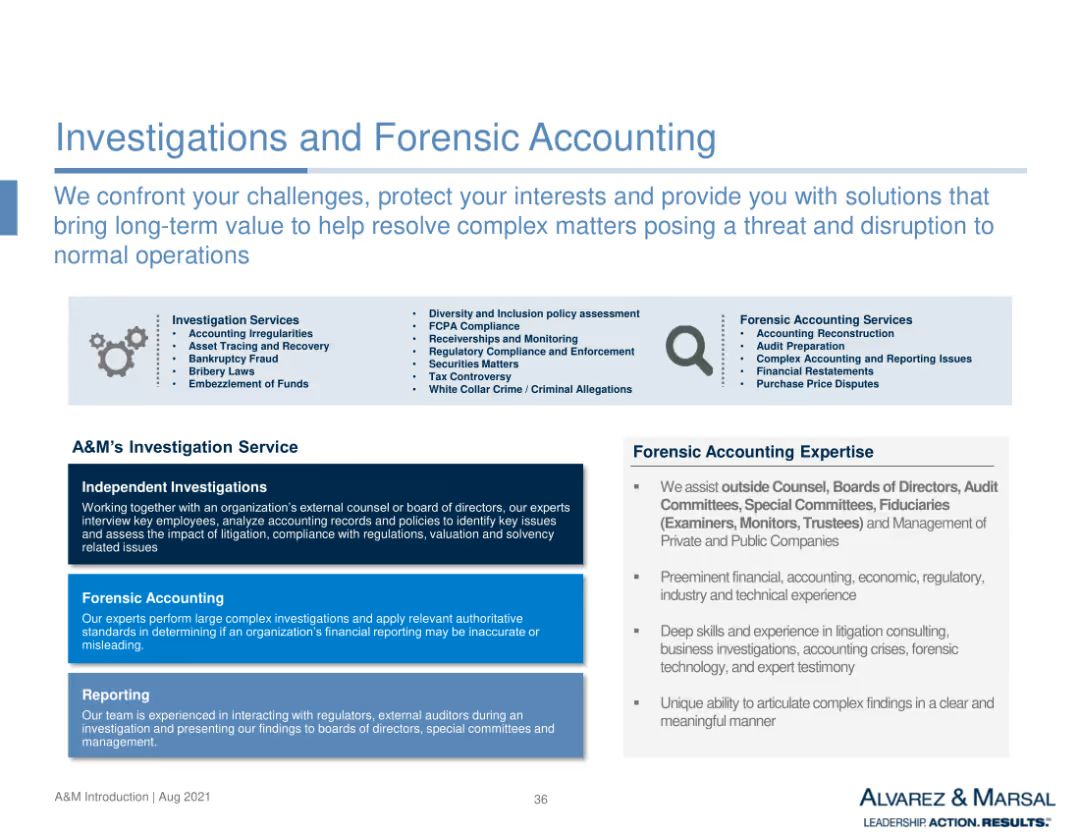 Investigations and Forensic Accounting
We confront your challenges, protect your interests and provide you with solutions that
bring long-term value to help resolve complex matters posing a threat and disruption to
normal operations
Investigation Services
• Accounting Irregularities
• Asset Tracing and Recovery
• Bankruptcy Fraud
• Bribery Laws
• Embezzlement of Funds
• Diversity and Inclusion policy assessment
• FCPA Compliance
• Receiverships and Monitoring
• Regulatory Compliance and Enforcement
• Securities Matters
• Tax Controversy
• White Collar Crime / Criminal Allegations
Forensic Accounting Services
• Accounting Reconstruction
• Audit Preparation
• Complex Accounting and Reporting Issues
• Financial Restatements
• Purchase Price Disputes
A&M's Investigation Service
Independent Investigations
Working together with an organization's external counsel or board of directors, our experts
interview key employees, analyze accounting records and policies to identify key issues
and assess the impact of litigation, compliance with regulations, valuation and solvency
related issues
Forensic Accounting
Our experts perform large complex investigations and apply relevant authoritative
standards in determining if an organization's financial reporting may be inaccurate or
misleading.
Reporting
Our team is experienced in interacting with regulators, external auditors during an
investigation and presenting our findings to boards of directors, special committees and
management.
Forensic Accounting Expertise
▪ We assist outside Counsel, Boards of Directors, Audit
Committees, Special Committees, Fiduciaries
(Examiners, Monitors, Trustees) and Management of
Private and Public Companies
▪ Preeminent financial, accounting, economic, regulatory,
industry and technical experience
▪ Deep skills and experience in litigation consulting,
business investigations, accounting crises, forensic
technology, and expert testimony
▪ Unique ability to articulate complex findings in a clear and
meaningful manner
A&M Introduction | Aug 2021
36
ALVAREZ & MARSAL
LEADERSHIP. ACTION. RESULTS.℠